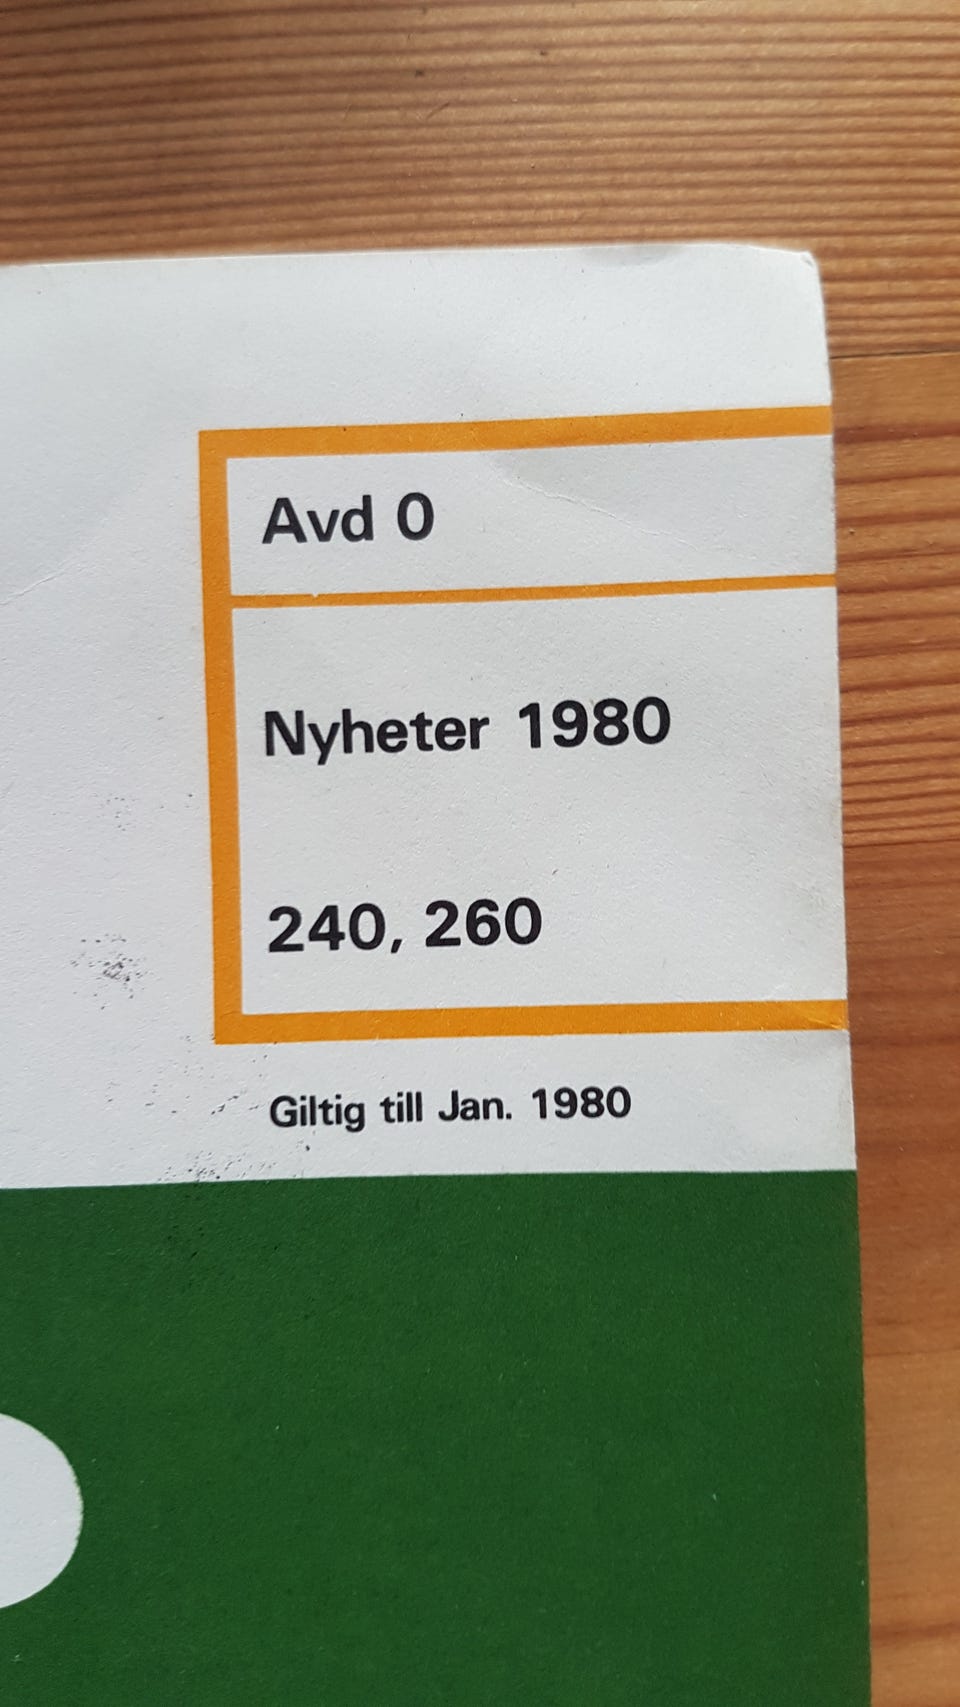 Avd 0
Nyheter 1980
240, 260
Giltig till Jan. 1980